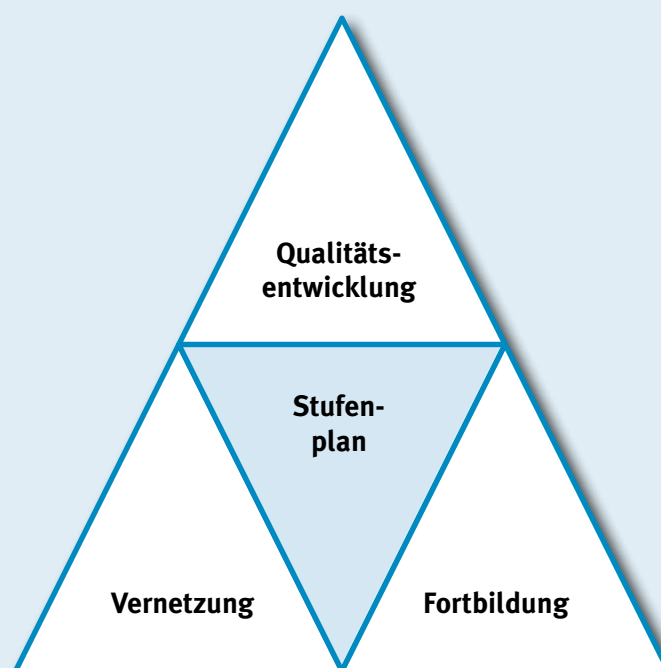 Qualitäts-
entwicklung
Stufen-
plan
Vernetzung
Fortbildung